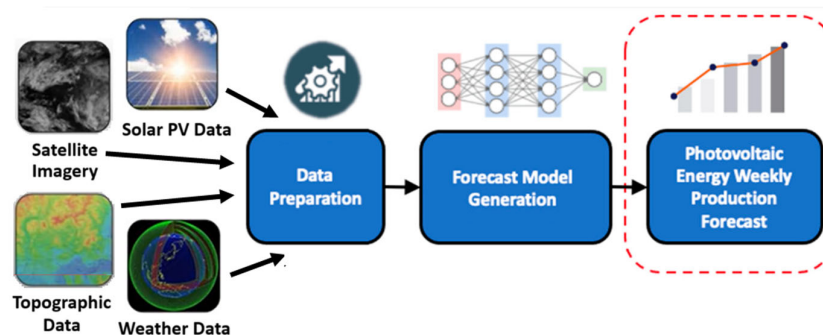 Solar PV Data
Satellite
Imagery
Topographic
Data
Weather Data
Data
Preparation
Forecast Model
Generation
Photovoltaic
Energy Weekly
Production
Forecast